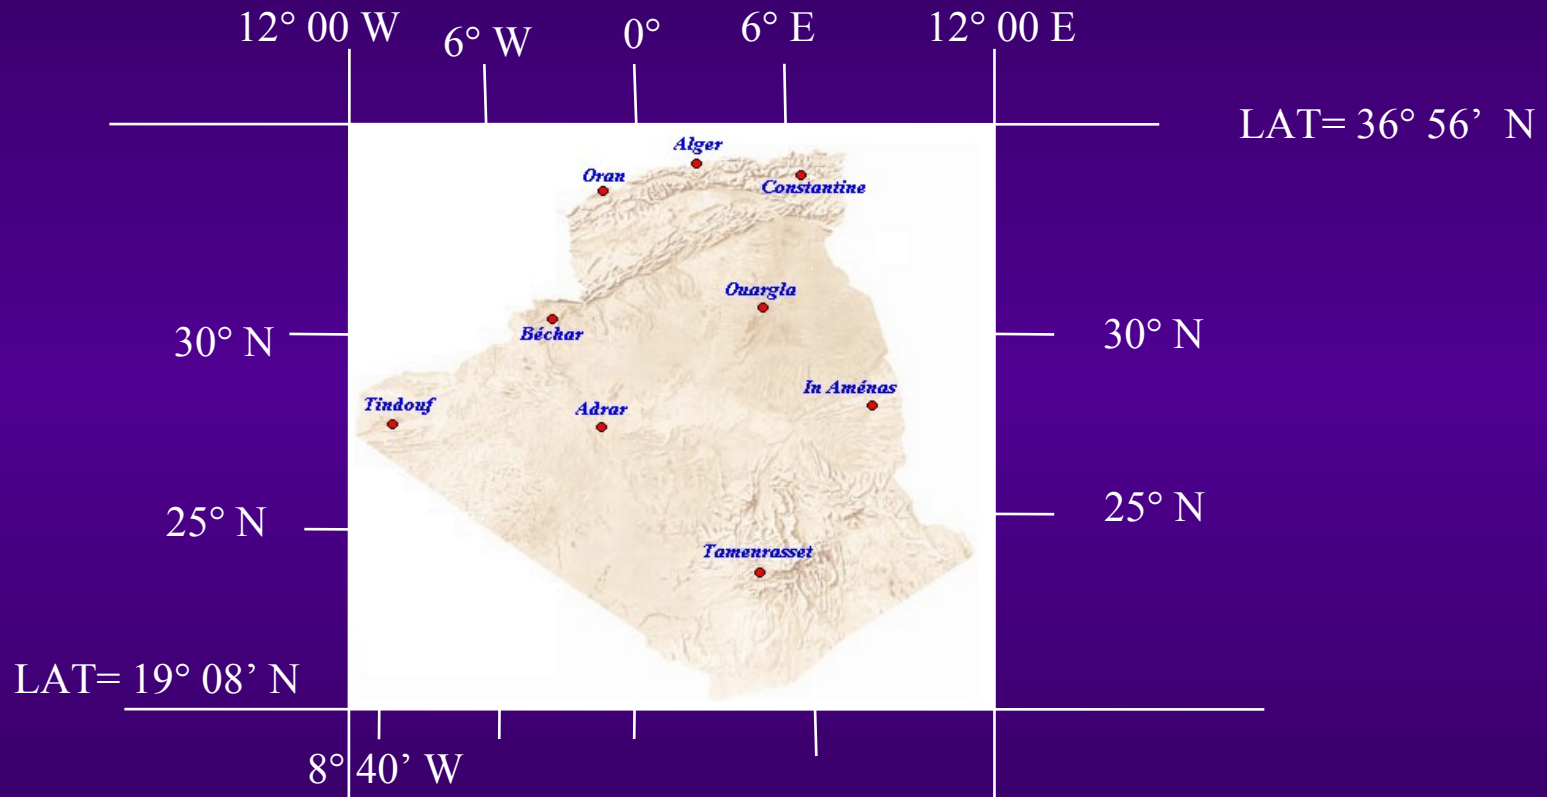 12° 00 W
6° W
0°
6° E
12° 00 E
LAT= 36° 56’ N
Alger
Oran
Constantine
Ouargla
Béchar
30° N
30° N
In Aménas
Tindouf
Adrar
25° N
25° N
Tamenrasset
LAT= 19° 08’ N
8° 40’ W